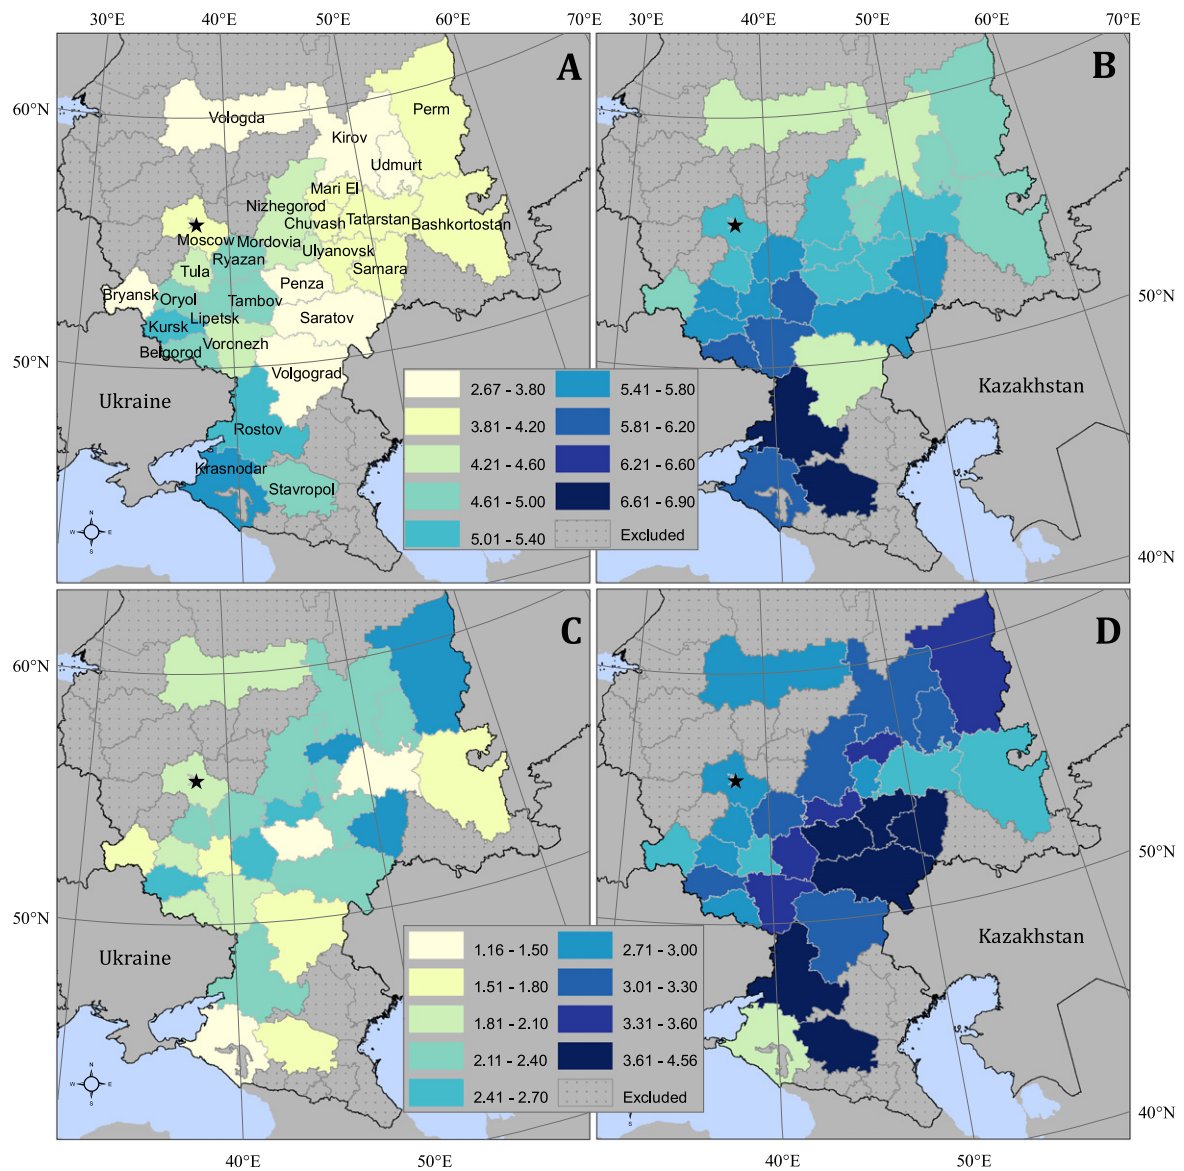 30°E 40°E 50°E 60°E 70°E 30°E 40°E 50°E 60°E 70°E
A
B
60°N
Vologda
Perm
Kirov
Udmurt
Mari El
Nizhegorod
Chuvash
Tatarstan
Bashkortostan
Moscow
Mordovia
Ryazan
Ulyanovsk
Tula
Samara
Penza
Bryansk
Oryol
Tambov
Lipetsk
Saratov
Kursk
Voronezh
Belgorod
50°N
50°N
Volgograd
Ukraine
Kazakhstan
Rostov
Krasnodar
Stavropol
2.67 - 3.80 5.41 - 5.80
3.81 - 4.20 5.81 - 6.20
4.21 - 4.60 6.21 - 6.60
4.61 - 5.00 6.61 - 6.90
5.01 - 5.40 Excluded
N
W E
S
40°N
C
D
60°N
50°N
50°N
Ukraine
Kazakhstan
1.16 - 1.50 2.71 - 3.00
1.51 - 1.80 3.01 - 3.30
1.81 - 2.10 3.31 - 3.60
2.11 - 2.40 3.61 - 4.56
2.41 - 2.70 Excluded
N
W E
S
S
40°N
40°E 50°E 40°E 50°E